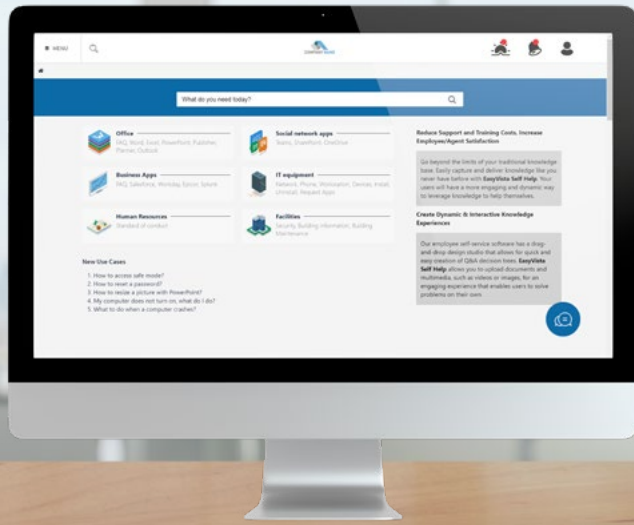 ≡ MENU
COMPANY NAME
What do you need today?
Office
FAQ, Word, Excel, PowerPoint, Publisher,
Planner, Outlook
Social network apps
Teams, SharePoint, OneDrive
Business Apps
FAQ, Salesforce, Workday, Epicor, Splunk
IT equipment
Network, Phone, Workstation, Devices, Install,
Uninstall, Request Apps
Human Resources
Standard of conduct
Facilities
Security, Building Information, Building
Maintenance
New Use Cases
1. How to access safe mode?
2. How to reset a password?
3. How to resize a picture with PowerPoint?
4. My computer does not turn on, what do I do?
5. What to do when a computer crashes?
Reduce Support and Training Costs, Increase
Employee/Agent Satisfaction
Go beyond the limits of your traditional knowledge
base. Easily capture and deliver knowledge like you
never have before with EasyVista Self Help. Your
users will have a more engaging and dynamic way
to leverage knowledge to help themselves.
Create Dynamic & Interactive Knowledge
Experiences
Our employee self-service software has a drag-
and-drop design studio that allows for quick and
easy creation of Q&A decision trees. EasyVista
Self Help allows you to upload documents and
multimedia, such as videos or images, for an
engaging experience that enables users to solve
problems on their own.